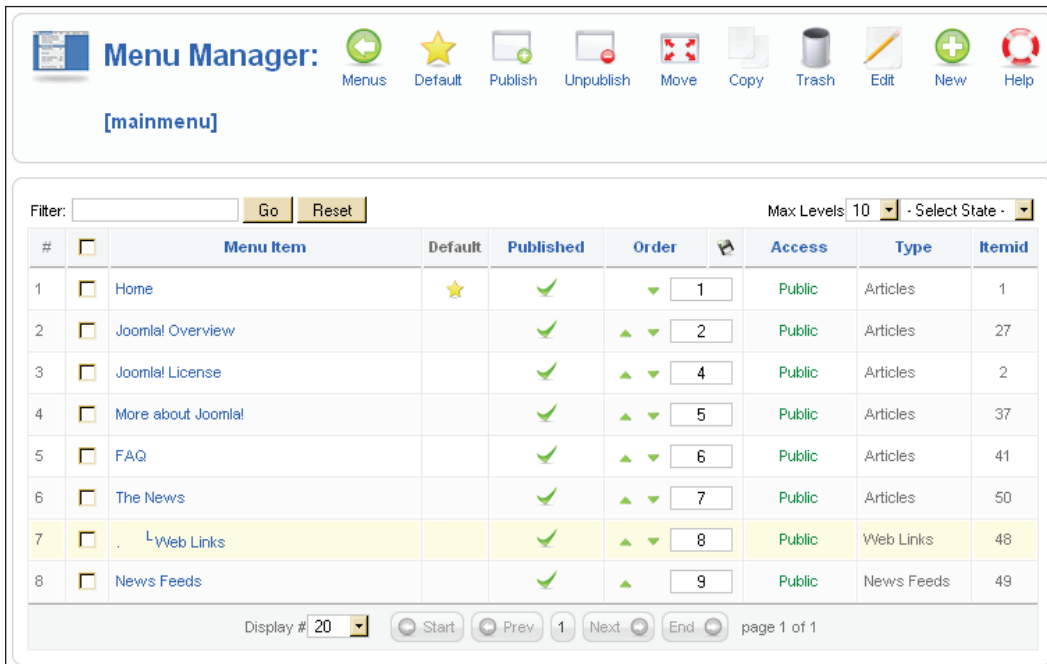 Menu Manager:
[mainmenu]
Menus Default Publish Unpublish Move Copy Trash Edit New Help
Filter: Go Reset Max Levels 10 - Select State -
# Menu Item Default Published Order Access Type Itemid
1 Home 1 Public Articles 1
2 Joomla! Overview 2 Public Articles 27
3 Joomla! License 4 Public Articles 2
4 More about Joomla! 5 Public Articles 37
5 FAQ 6 Public Articles 41
6 The News 7 Public Articles 50
7 . Web Links 8 Public Web Links 48
8 News Feeds 9 Public News Feeds 49
Display # 20 Start Prev 1 Next End page 1 of 1